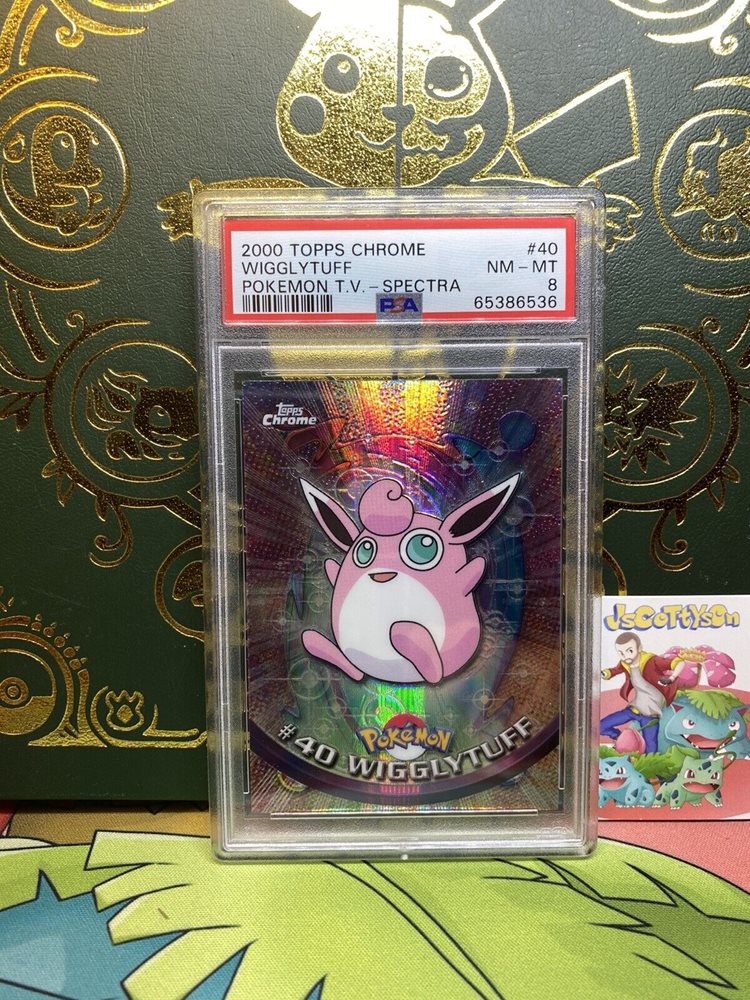 2000 TOPPS CHROME #40
WIGGLYTUFF NM – MT
POKEMON T.V. – SPECTRA 8
PSA 65386536
Topps
Chrome
POKéMON
#40 WIGGLYTUFF
JScottyson